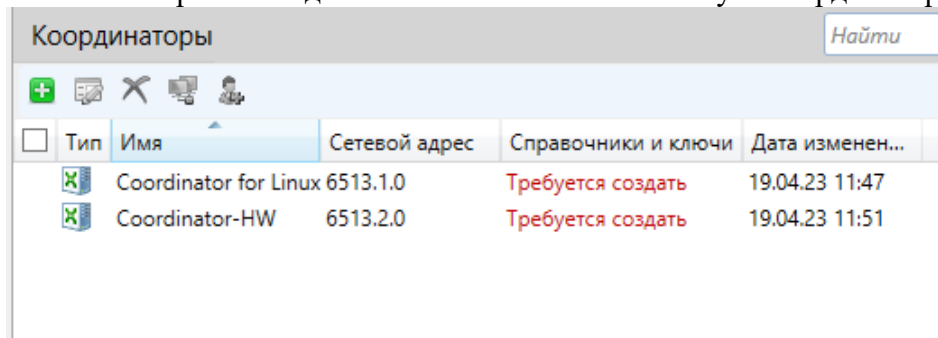 Координаторы
Найти
Тип Имя Сетевой адрес Справочники и ключи Дата изменен...
Coordinator for Linux 6513.1.0 Требуется создать 19.04.23 11:47
Coordinator-HW 6513.2.0 Требуется создать 19.04.23 11:51